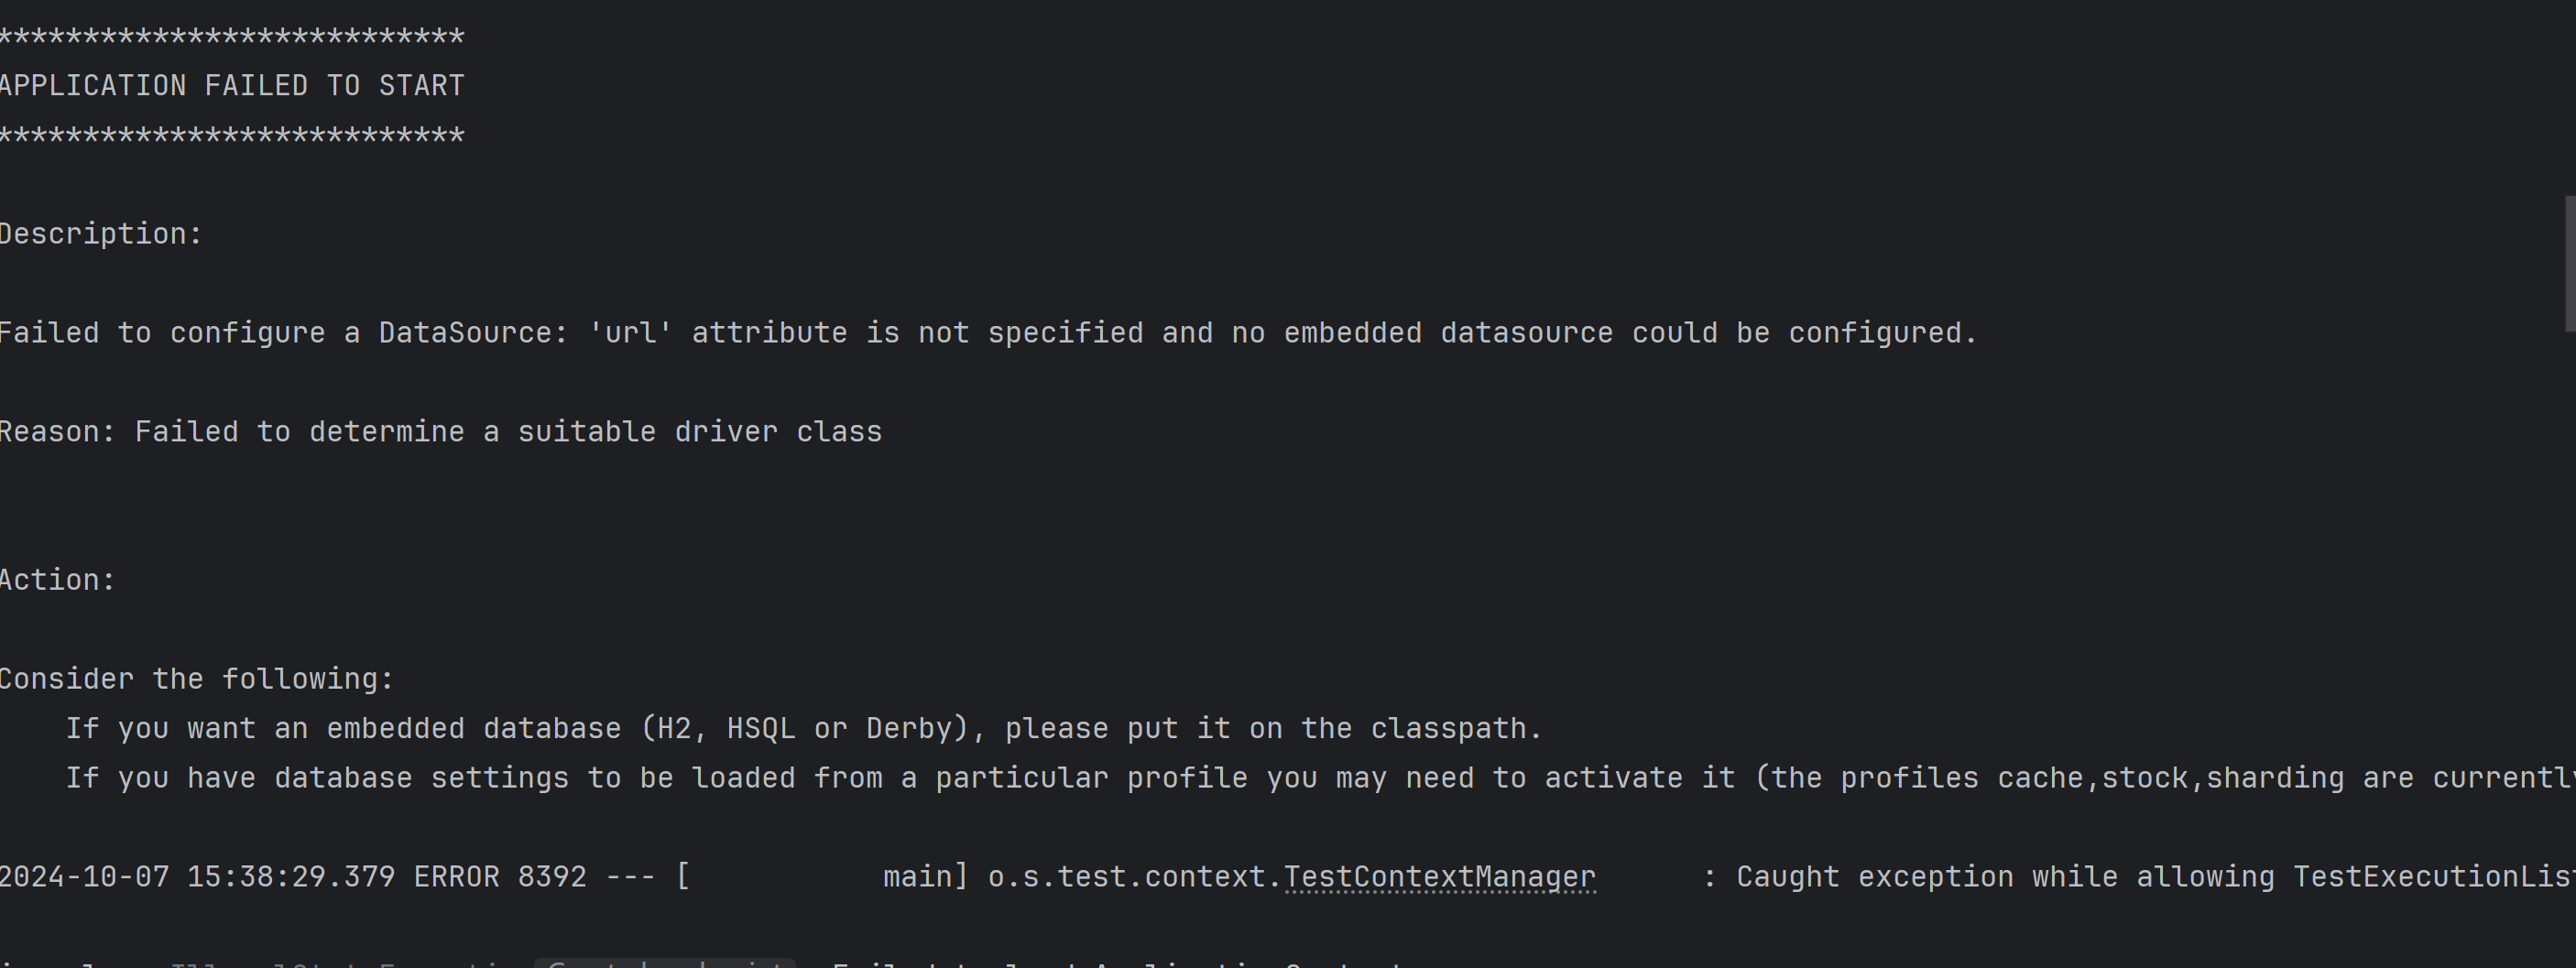 ***************************
APPLICATION FAILED TO START
***************************
Description:
Failed to configure a DataSource: 'url' attribute is not specified and no embedded datasource could be configured.
Reason: Failed to determine a suitable driver class
Action:
Consider the following:
If you want an embedded database (H2, HSQL or Derby), please put it on the classpath.
If you have database settings to be loaded from a particular profile you may need to activate it (the profiles cache,stock,sharding are currently
2024-10-07 15:38:29.379 ERROR 8392 --- [           main] o.s.test.context.TestContextManager      : Caught exception while allowing TestExecutionList